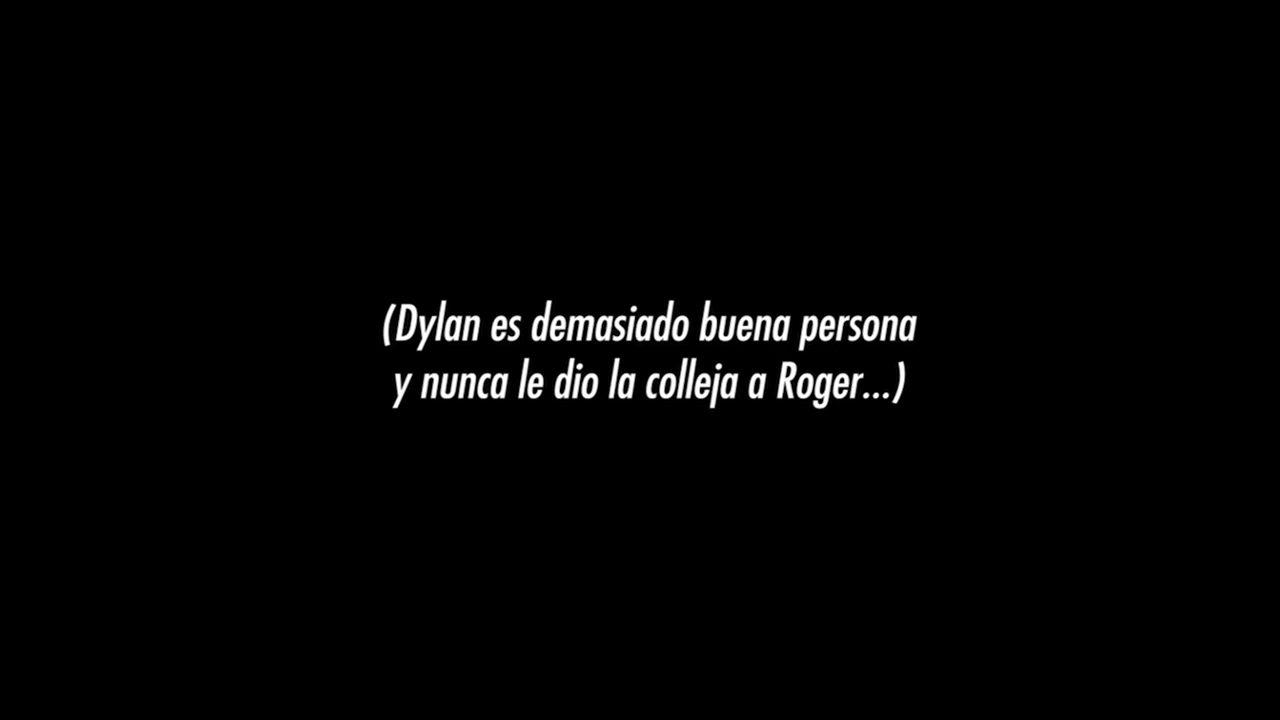 (Dylan es demasiado buena persona
y nunca le dio la colleja a Roger...)